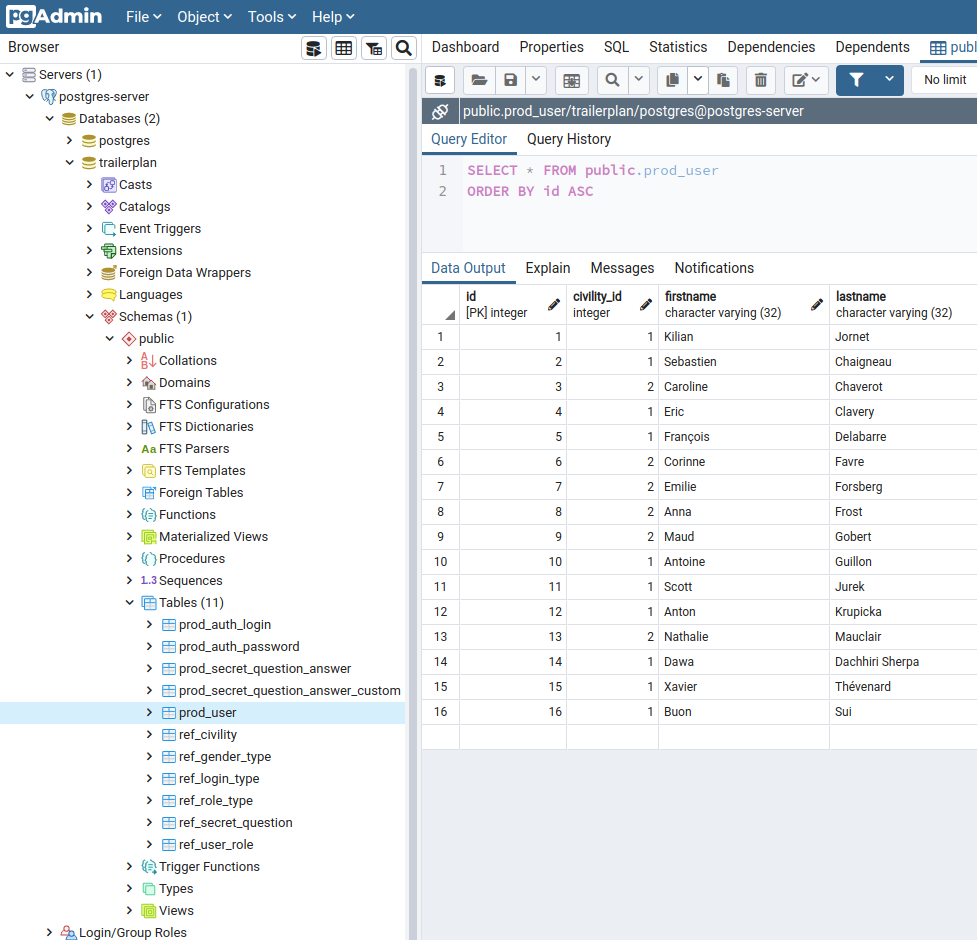 pgAdmin File Object Tools Help
Browser
Servers (1)
postgres-server
Databases (2)
postgres
trailerplan
Casts
Catalogs
Event Triggers
Extensions
Foreign Data Wrappers
Languages
Schemas (1)
public
Collations
Domains
FTS Configurations
FTS Dictionaries
Aa FTS Parsers
FTS Templates
Foreign Tables
Functions
Materialized Views
Procedures
1..3 Sequences
Tables (11)
prod_auth_login
prod_auth_password
prod_secret_question_answer
prod_secret_question_answer_custom
prod_user
ref_civility
ref_gender_type
ref_login_type
ref_role_type
ref_secret_question
ref_user_role
Trigger Functions
Types
Views
Login/Group Roles
Dashboard Properties SQL Statistics Dependencies Dependents publ
No limit
public.prod_user/trailerplan/postgres@postgres-server
Query Editor Query History
1 SELECT * FROM public.prod_user
2 ORDER BY id ASC
Data Output Explain Messages Notifications
id civility_id firstname lastname
[PK] integer integer character varying (32) character varying (32)
1 1 1 Kilian Jornet
2 2 1 Sebastien Chaigneau
3 3 2 Caroline Chaverot
4 4 1 Eric Clavery
5 5 1 François Delabarre
6 6 2 Corinne Favre
7 7 2 Emilie Forsberg
8 8 2 Anna Frost
9 9 2 Maud Gobert
10 10 1 Antoine Guillon
11 11 1 Scott Jurek
12 12 1 Anton Krupicka
13 13 2 Nathalie Mauclair
14 14 1 Dawa Dachhiri Sherpa
15 15 1 Xavier Thévenard
16 16 1 Buon Sui